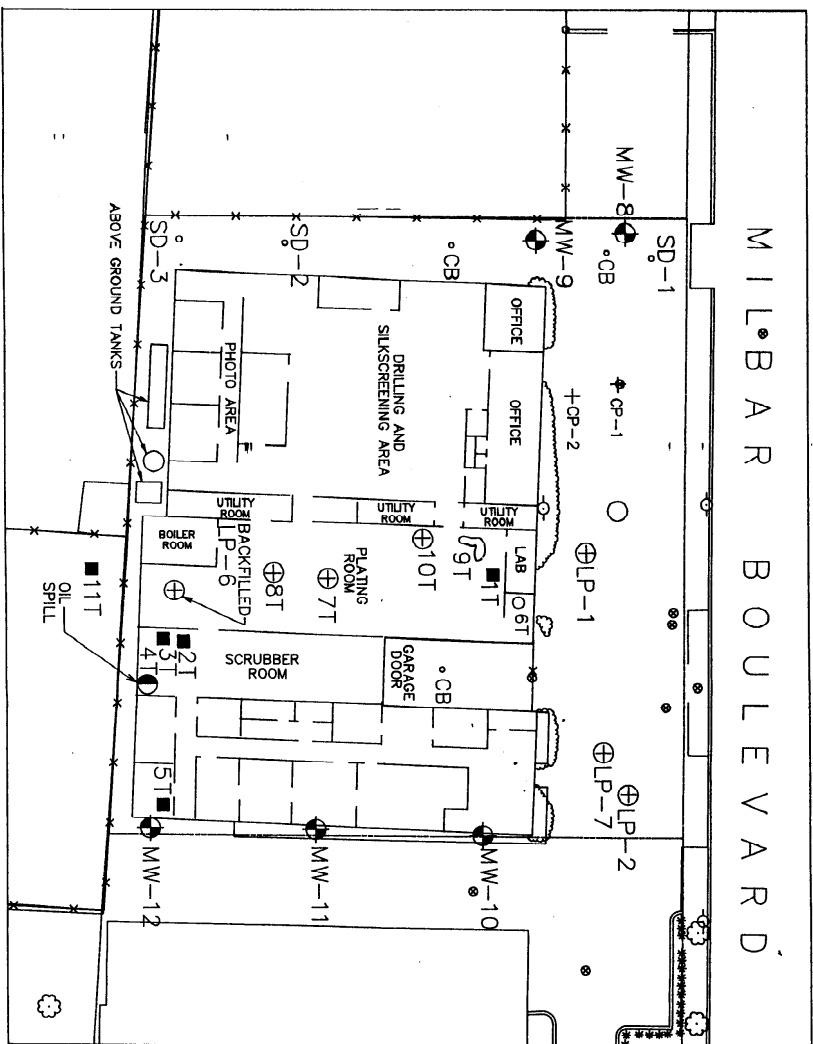 MILBAR BOULEVARD
MW-8
SD-1
CB
MW-9
CB
SD-2
SD-3
ABOVE GROUND TANKS
CP-1
CP-2
OFFICE
OFFICE
DRILLING AND
SILKSCREENING AREA
PHOTO AREA
UTILITY
ROOM
UTILITY
ROOM
UTILITY
ROOM
LAB
6T
1T
9T
10T
PLATING
ROOM
7T
8T
BACKFILLED
LP-6
BOILER
ROOM
LP-1
11T
OIL
SPILL
2T
3T
4T
SCRUBBER
ROOM
GARAGE
DOOR
CB
5T
LP-7
LP-2
MW-10
MW-11
MW-12